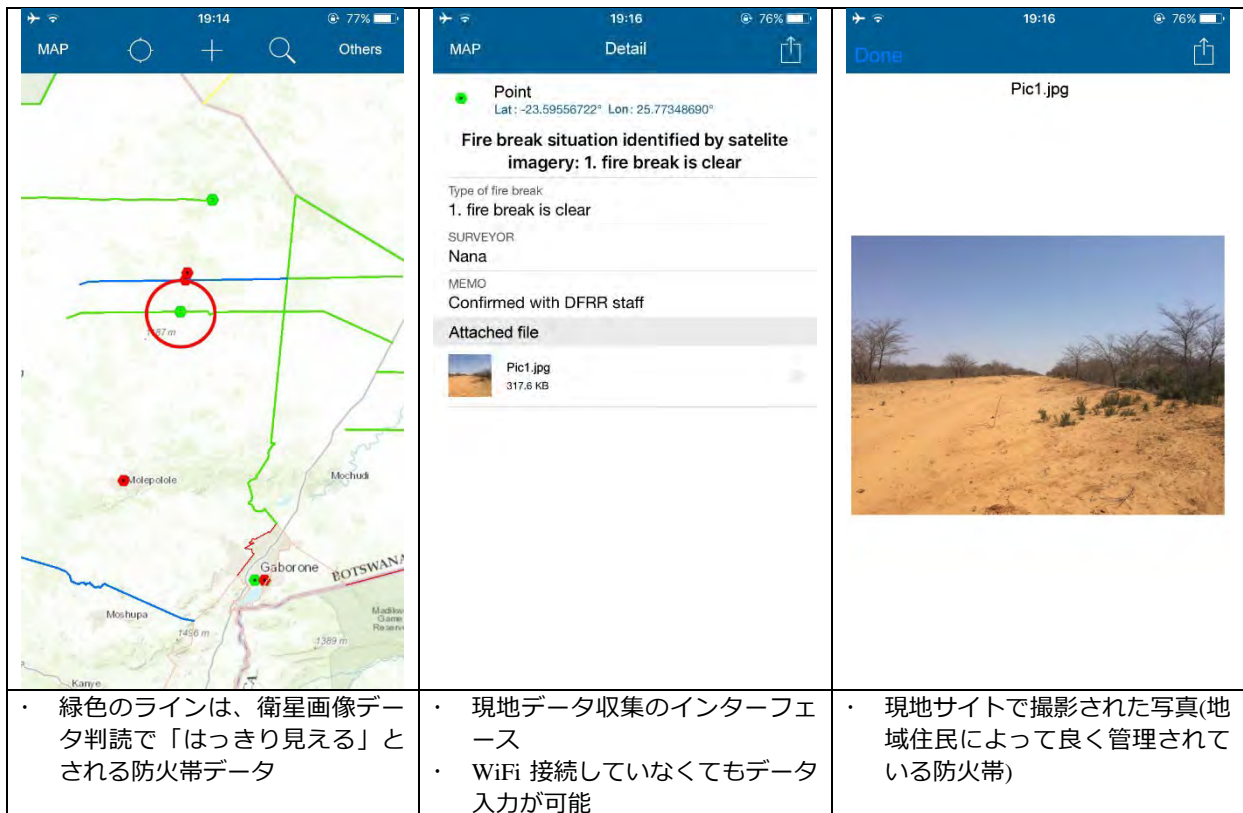 19:14
77%
MAP
Others
1187 m
Molepolole
Mochudi
Gaborone
BOTSWANA
Moshupa
1496 m
1389 m
Kanye
19:16
76%
MAP
Detail
Point
Lat: -23.59556722° Lon: 25.77348690°
Fire break situation identified by satelite
imagery: 1. fire break is clear
Type of fire break
1. fire break is clear
SURVEYOR
Nana
MEMO
Confirmed with DFRR staff
Attached file
Pic1.jpg
317.6 KB
19:16
76%
Done
Pic1.jpg
・ 緑色のラインは、衛星画像デー
タ判読で「はっきり見える」と
される防火帯データ
・ 現地データ収集のインターフェ
ース
・ WiFi 接続していなくてもデータ
入力が可能
・ 現地サイトで撮影された写真(地
域住民によって良く管理されて
いる防火帯)